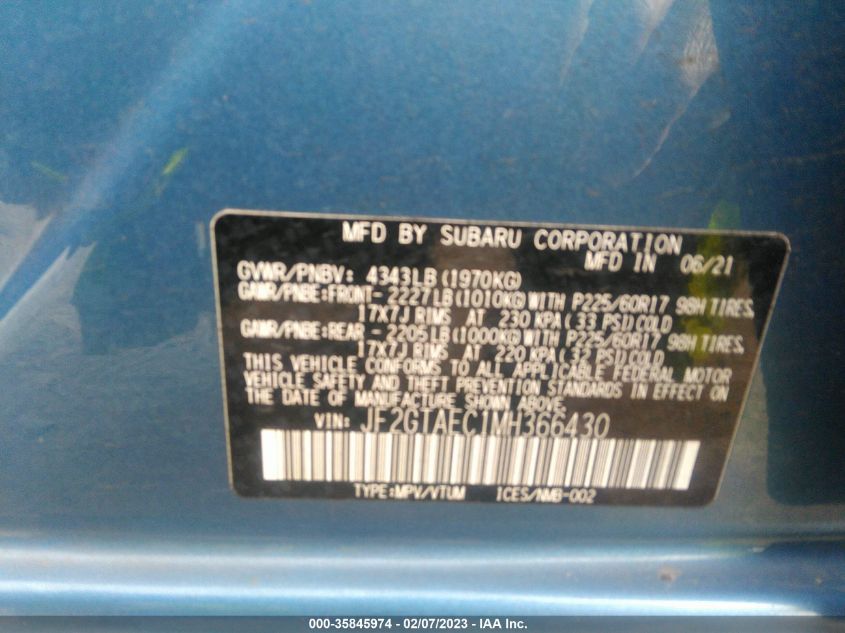 MFD BY SUBARU CORPORATION
MFD IN 06/21
GVWR/PNBV: 4343LB (1970KG)
GAWR/PNBE:FRONT- 2227LB(1010KG) WITH P225/60R17 98H TIRES,
17X7J RIMS AT 230 KPA( 33 PSI) COLD
GAWR/PNBE:REAR - 2205LB(1000KG) WITH P225/60R17 98H TIRES,
17X7J RIMS AT 220 KPA( 32 PSI) COLD
THIS VEHICLE CONFORMS TO ALL APPLICABLE FEDERAL MOTOR
VEHICLE SAFETY AND THEFT PREVENTION STANDARDS IN EFFECT ON
THE DATE OF MANUFACTURE SHOWN ABOVE.
VIN: JF2GTAEC1MH366430
TYPE:MPV/VTUM ICES/NMB-002
000-35845974 — 02/07/2023 — IAA Inc.